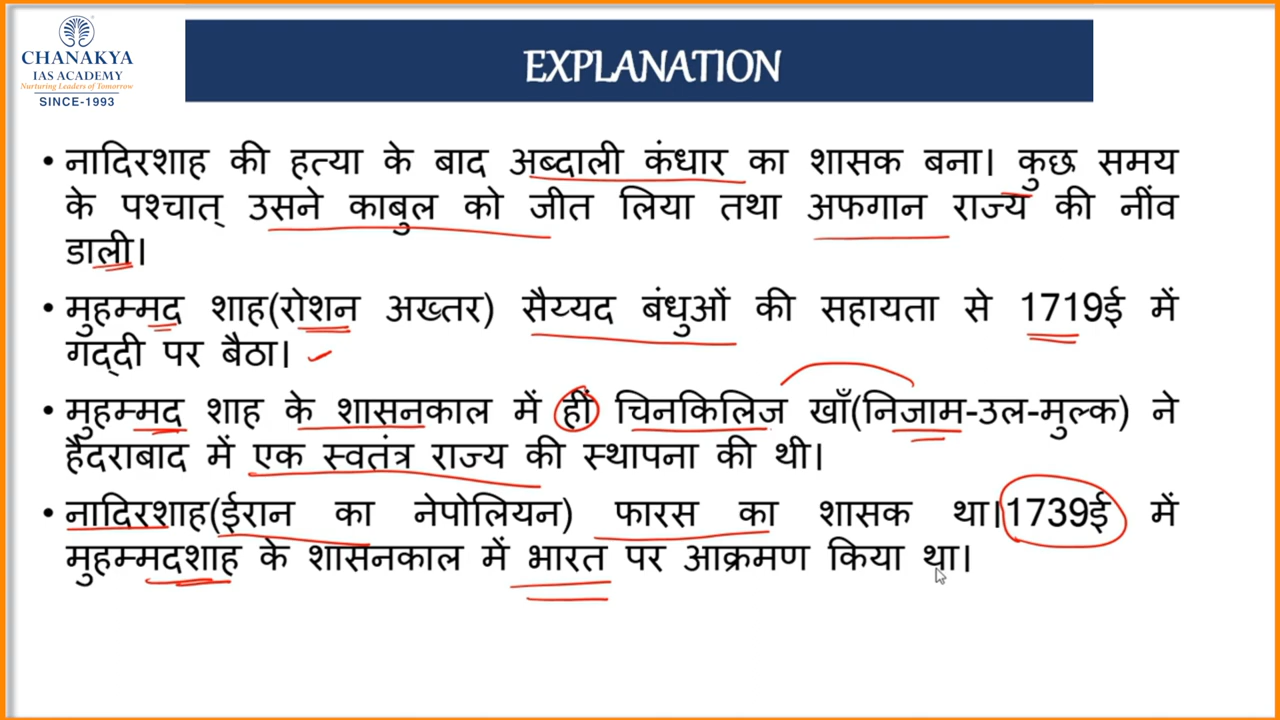 CHANAKYA
IAS ACADEMY
Nurturing Leaders of Tomorrow
SINCE-1993
EXPLANATION
• नादिरशाह की हत्या के बाद अब्दाली कंधार का शासक बना। कुछ समय
के पश्चात् उसने काबुल को जीत लिया तथा अफगान राज्य की नींव
डाली।
• मुहम्मद शाह(रोशन अख्तर) सैय्यद बंधुओं की सहायता से 1719ई में
गद्दी पर बैठा।
• मुहम्मद शाह के शासनकाल में हीं चिनकिलिज खाँ(निजाम-उल-मुल्क) ने
हैदराबाद में एक स्वतंत्र राज्य की स्थापना की थी।
• नादिरशाह(ईरान का नेपोलियन) फारस का शासक था।1739ई में
मुहम्मदशाह के शासनकाल में भारत पर आक्रमण किया था।